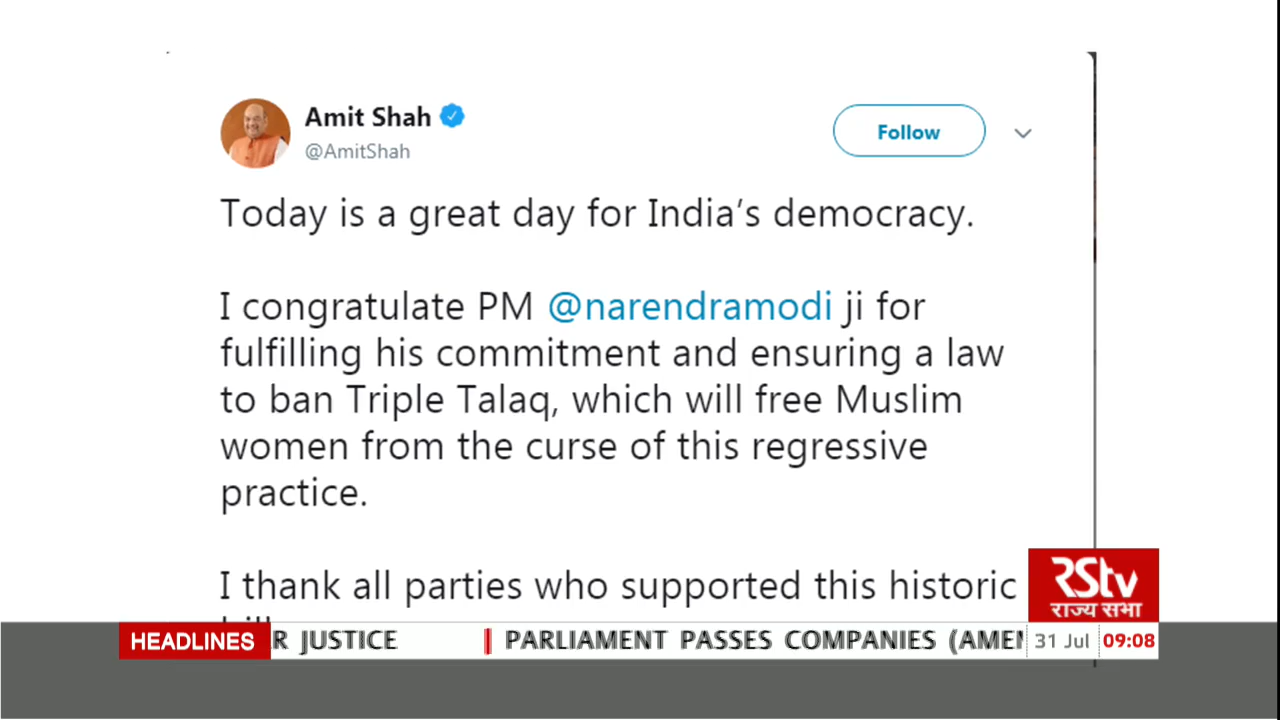 Amit Shah
@AmitShah
Follow
Today is a great day for India's democracy.
I congratulate PM @narendramodi ji for
fulfilling his commitment and ensuring a law
to ban Triple Talaq, which will free Muslim
women from the curse of this regressive
practice.
I thank all parties who supported this historic
RSTV
राज्य सभा
HEADLINES
R JUSTICE
PARLIAMENT PASSES COMPANIES (AMEN
31 Jul
09:08